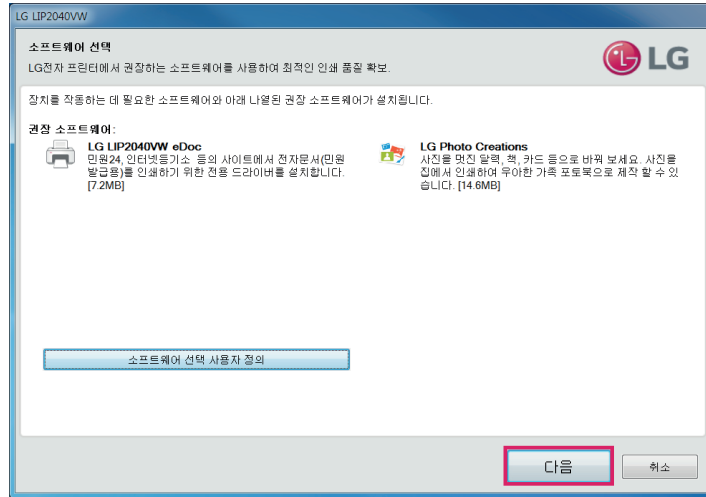 LG LIP2040VW
소프트웨어 선택
LG전자 프린터에서 권장하는 소프트웨어를 사용하여 최적인 인쇄 품질 확보.
LG
장치를 작동하는 데 필요한 소프트웨어와 아래 나열된 권장 소프트웨어가 설치됩니다.
권장 소프트웨어:
LG LIP2040VW eDoc
민원24, 인터넷등기소 등의 사이트에서 전자문서(민원
발급용)를 인쇄하기 위한 전용 드라이버를 설치합니다.
[7.2MB]
LG Photo Creations
사진을 멋진 달력, 책, 카드 등으로 바꿔 보세요. 사진을
집에서 인쇄하여 우아한 가족 포토북으로 제작 할 수 있
습니다. [14.6MB]
소프트웨어 선택 사용자 정의
다음
취소